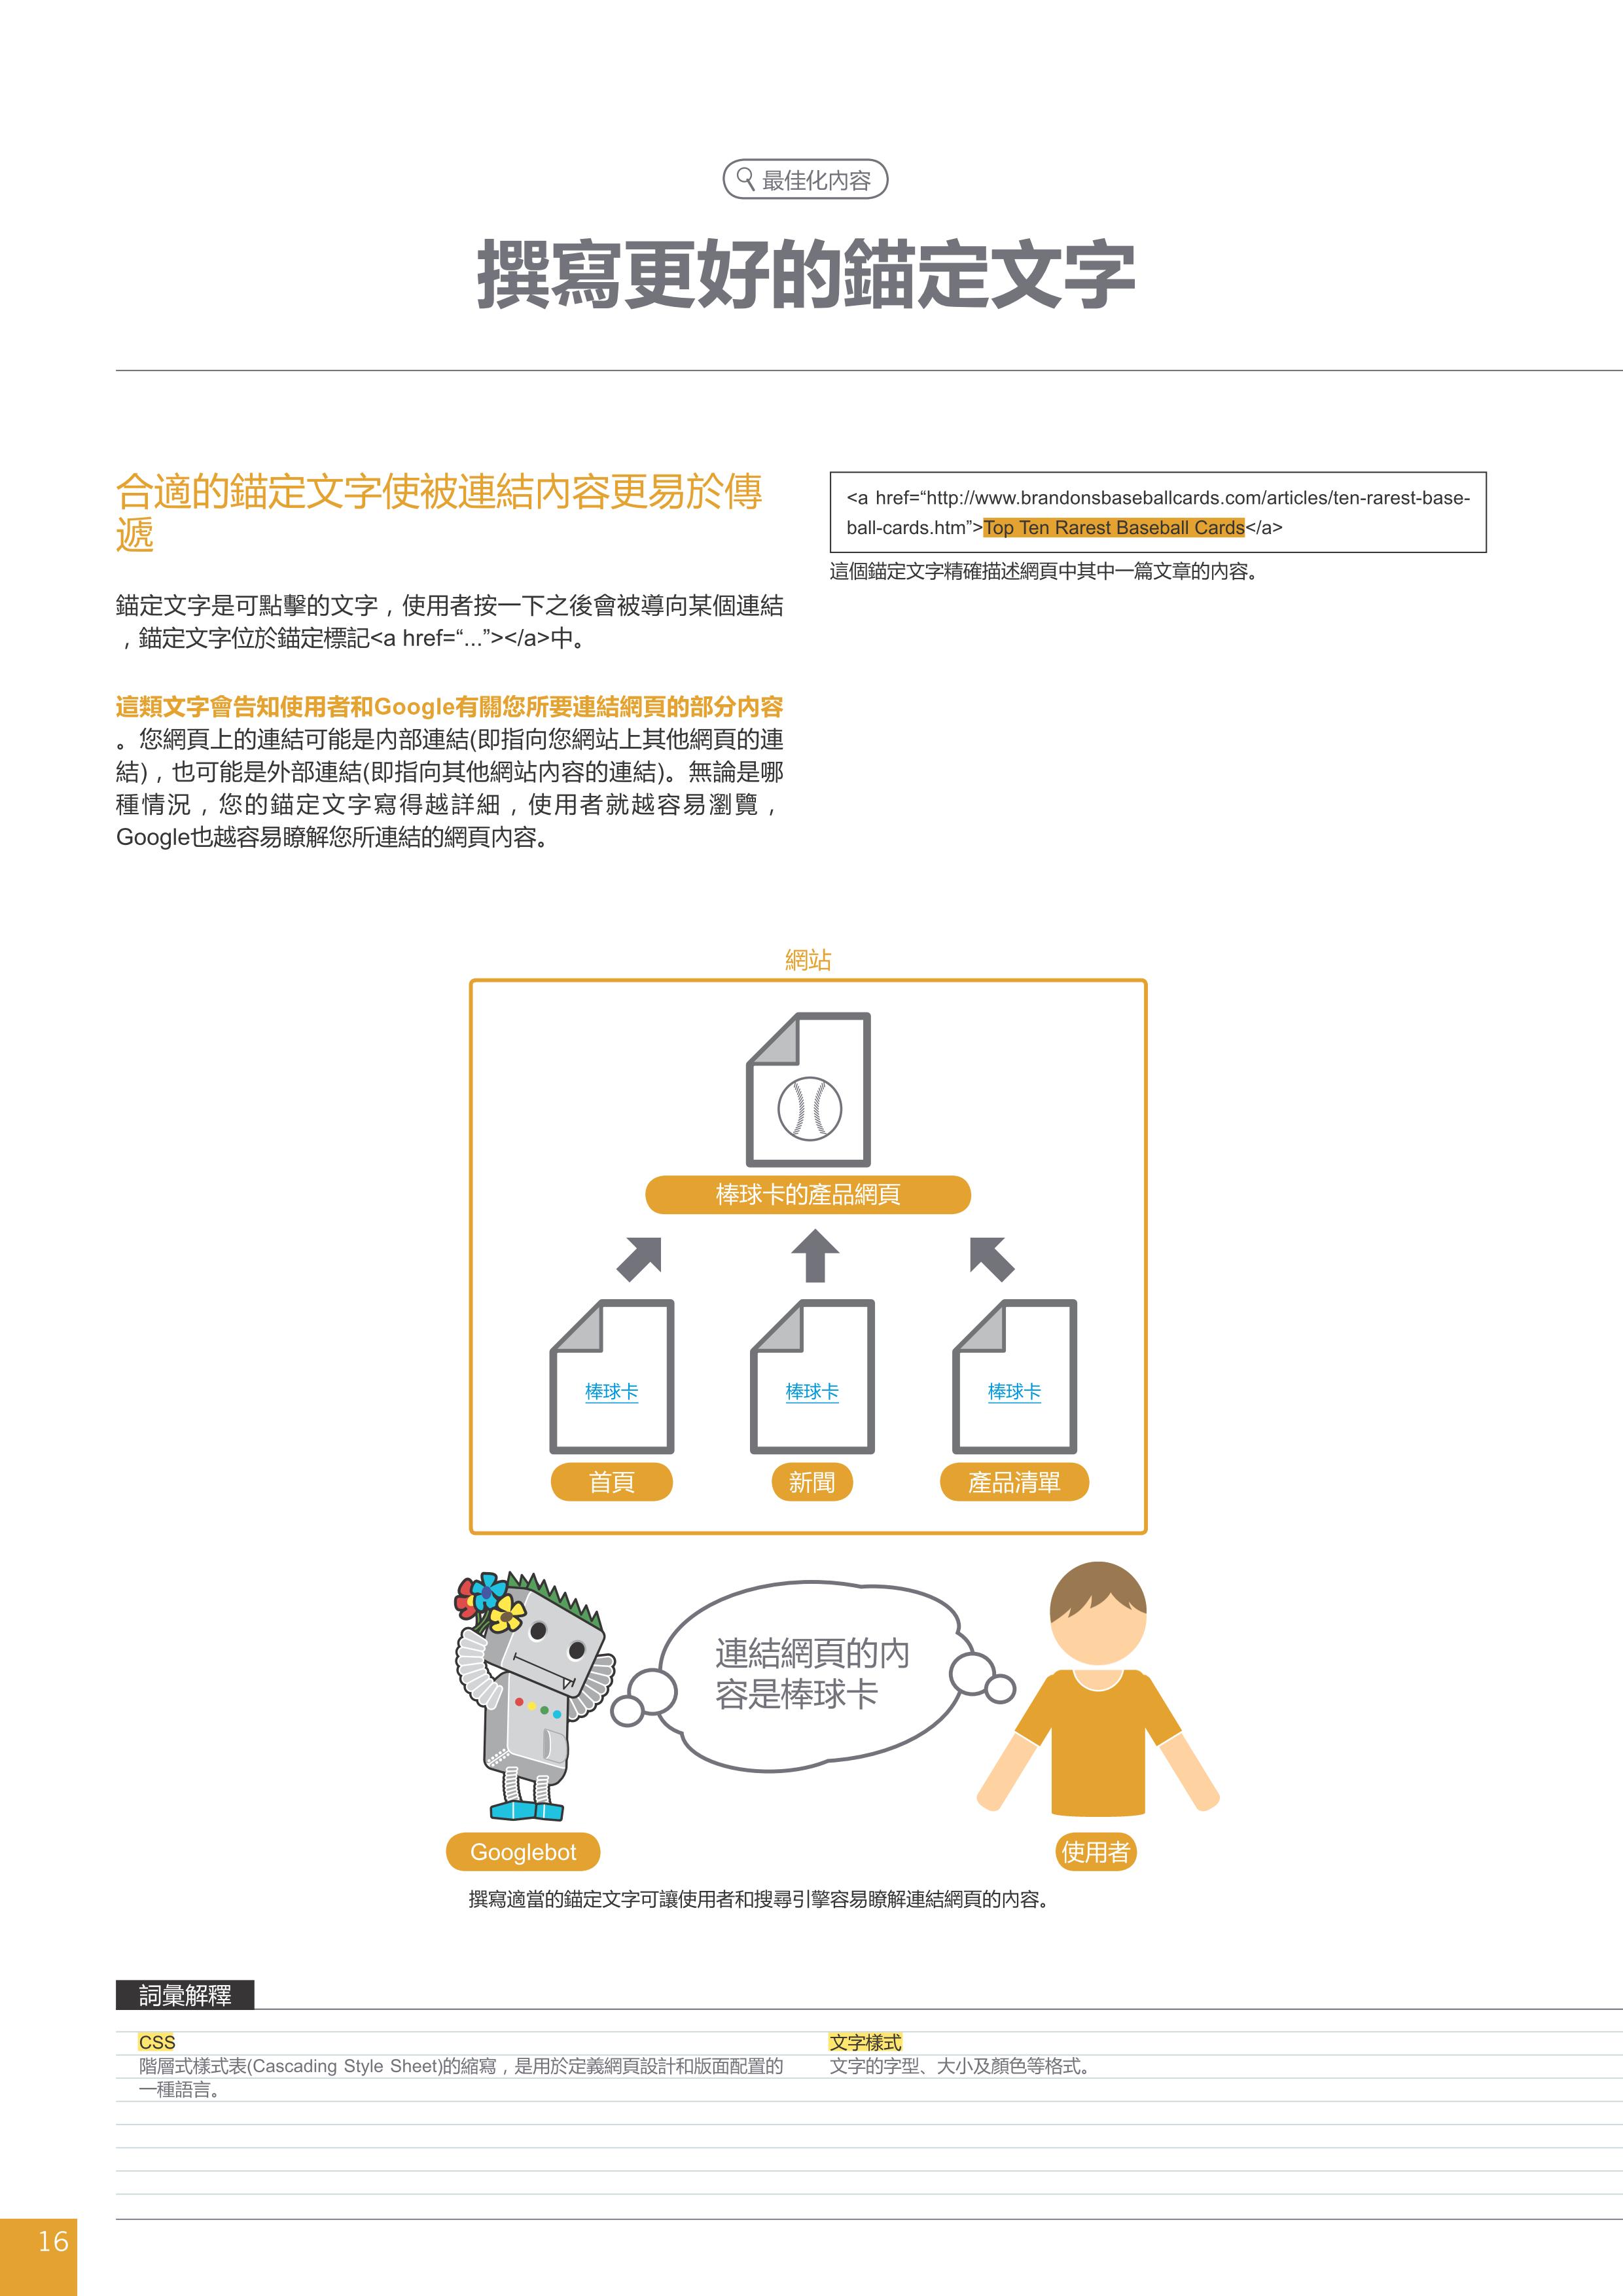 最佳化內容
撰寫更好的錨定文字
合適的錨定文字使被連結內容更易於傳
遞
錨定文字是可點擊的文字，使用者按一下之後會被導向某個連結
，錨定文字位於錨定標記<a href=“...”></a>中。
這類文字會告知使用者和Google有關您所要連結網頁的部分內容
。您網頁上的連結可能是內部連結(即指向您網站上其他網頁的連
結)，也可能是外部連結(即指向其他網站內容的連結)。無論是哪
種情況，您的錨定文字寫得越詳細，使用者就越容易瀏覽，
Google也越容易瞭解您所連結的網頁內容。
<a href=“http://www.brandonsbaseballcards.com/articles/ten-rarest-base-
ball-cards.htm”>Top Ten Rarest Baseball Cards</a>
這個錨定文字精確描述網頁中其中一篇文章的內容。
網站
棒球卡的產品網頁
棒球卡 棒球卡 棒球卡
首頁 新聞 產品清單
連結網頁的內
容是棒球卡
Googlebot 使用者
撰寫適當的錨定文字可讓使用者和搜尋引擎容易瞭解連結網頁的內容。
詞彙解釋
CSS
階層式樣式表(Cascading Style Sheet)的縮寫，是用於定義網頁設計和版面配置的
一種語言。
文字樣式
文字的字型、大小及顏色等格式。
16